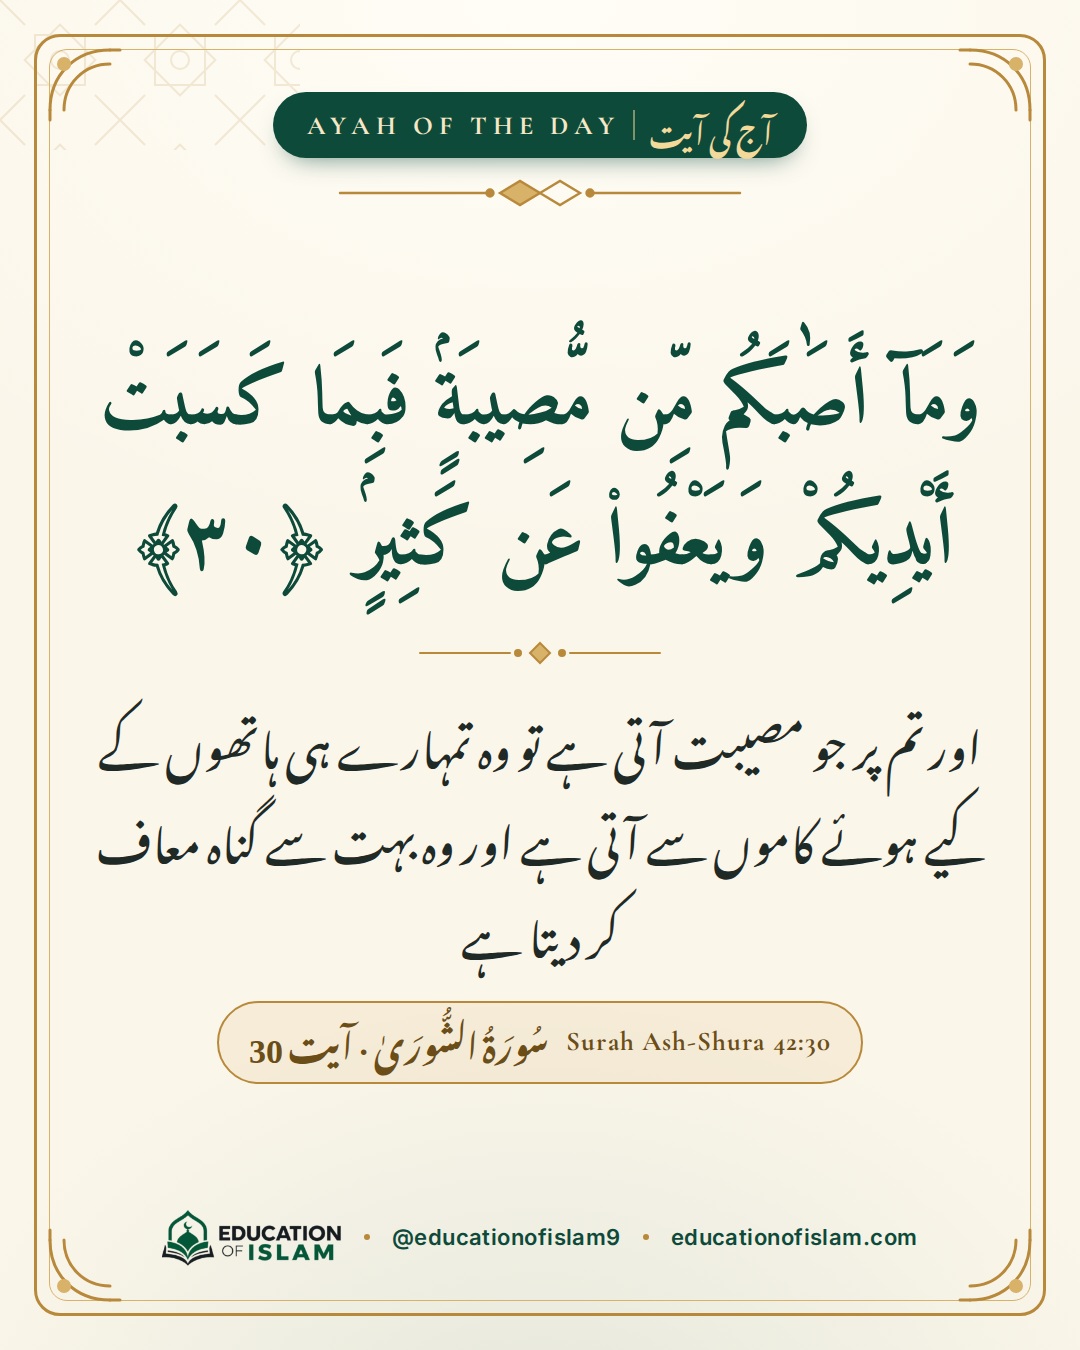 AYAH OF THE DAY | آج کی آیت
وَمَآ أَصَٰبَكُم مِّن مُّصِيبَةٍۢ فَبِمَا كَسَبَتْ
أَيْدِيكُمْ وَيَعْفُوا۟ عَن كَثِيرٍۢ ﴿٣٠﴾
اور تم پر جو مصیبت آتی ہے تو وہ تمہارے ہی ہاتھوں کے
کیے ہوئے کاموں سے آتی ہے اور وہ بہت سے گناہ معاف
کر دیتا ہے
سُورَةُ الشُّورَىٰ · آیت 30 Surah Ash-Shura 42:30
EDUCATION OF ISLAM • @educationofislam9 • educationofislam.com